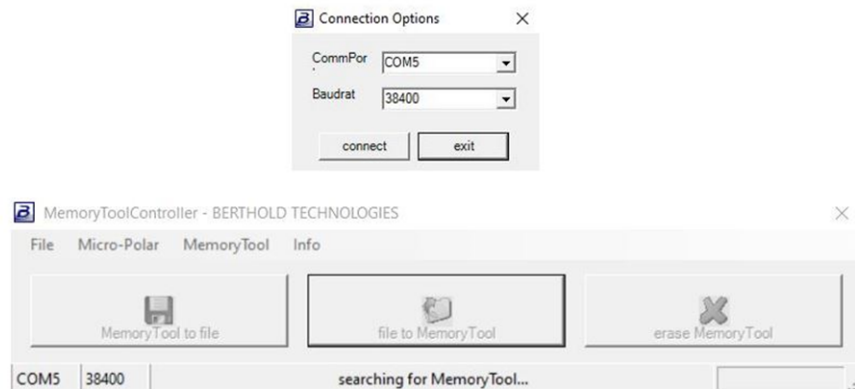 Connection Options
CommPor
COM5
Baudrat
38400
connect exit
MemoryToolController - BERTHOLD TECHNOLOGIES
File Micro-Polar MemoryTool Info
MemoryTool to file file to MemoryTool erase MemoryTool
COM5 38400 searching for MemoryTool...